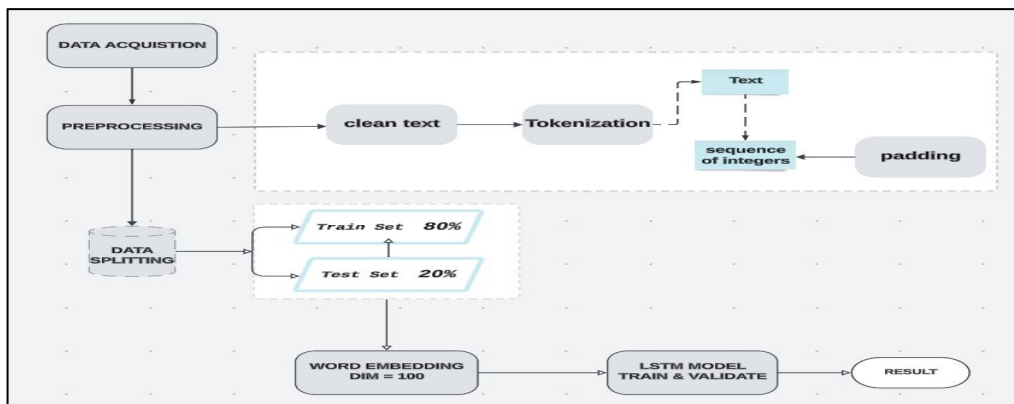 DATA ACQUISTION
PREPROCESSING
clean text
Tokenization
Text
sequence
of integers
padding
DATA
SPLITTING
Train Set 80%
Test Set 20%
WORD EMBEDDING
DIM = 100
LSTM MODEL
TRAIN & VALIDATE
RESULT